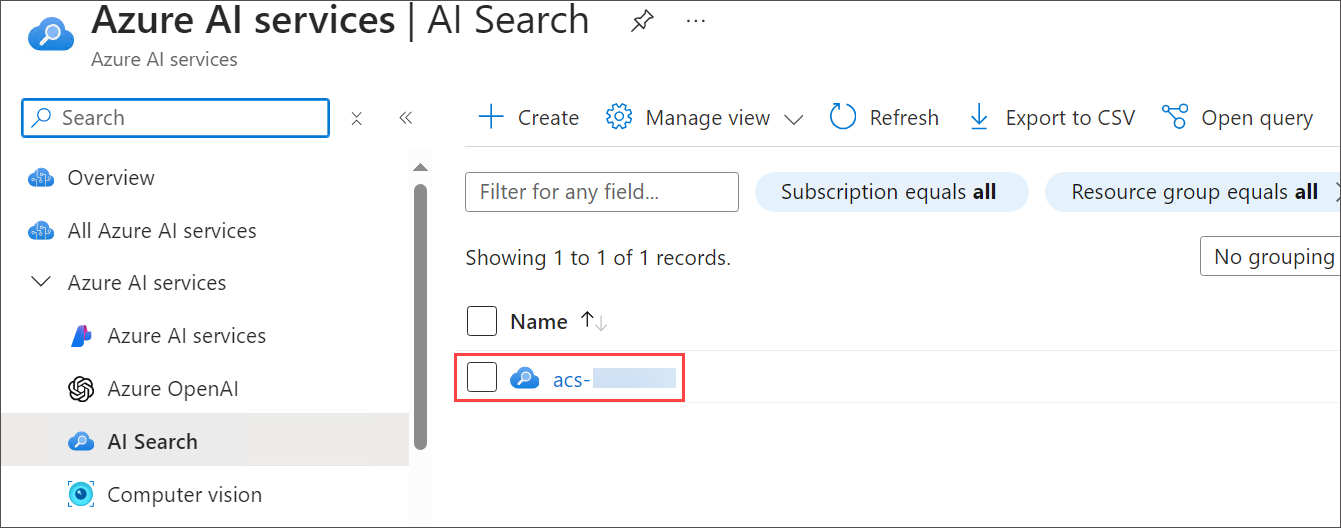 Azure AI services | AI Search
Azure AI services
Search
Create
Manage view
Refresh
Export to CSV
Open query
Overview
All Azure AI services
Azure AI services
Azure AI services
Azure OpenAI
AI Search
Computer vision
Filter for any field...
Subscription equals all
Resource group equals all
Showing 1 to 1 of 1 records.
No grouping
Name
acs-